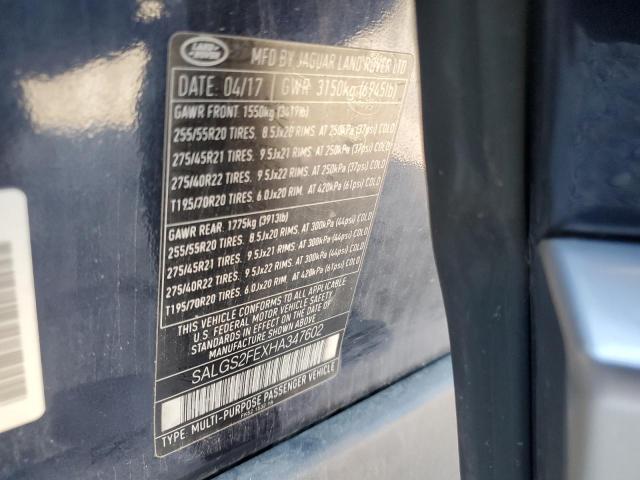 LAND ROVER
MFD BY JAGUAR LAND ROVER LTD
DATE: 04/17 GWR 3150kg (6945lb)
GAWR FRONT 1550kg (3419lb)
255/55R20 TIRES. 8.5Jx20 RIMS. AT 250kPa (37psi) COLD
275/45R21 TIRES. 9.5Jx21 RIMS. AT 250kPa (37psi) COLD
275/40R22 TIRES. 9.5Jx22 RIMS. AT 250kPa (37psi) COLD
T195/70R20 TIRES. 6.0Jx20 RIM. AT 420kPa (61psi) COLD
GAWR REAR. 1775kg (3913lb)
255/55R20 TIRES. 8.5Jx20 RIMS. AT 300kPa (44psi) COLD
275/45R21 TIRES. 9.5Jx21 RIMS. AT 300kPa (44psi) COLD
275/40R22 TIRES. 9.5Jx22 RIMS. AT 300kPa (44psi) COLD
T195/70R20 TIRES. 6.0Jx20 RIM. AT 420kPa (61psi) COLD
THIS VEHICLE CONFORMS TO ALL APPLICABLE
U.S. FEDERAL MOTOR VEHICLE SAFETY
STANDARDS IN EFFECT ON THE DATE OF
MANUFACTURE SHOWN ABOVE
SALGS2FEXHA347602
TYPE: MULTI-PURPOSE PASSENGER VEHICLE